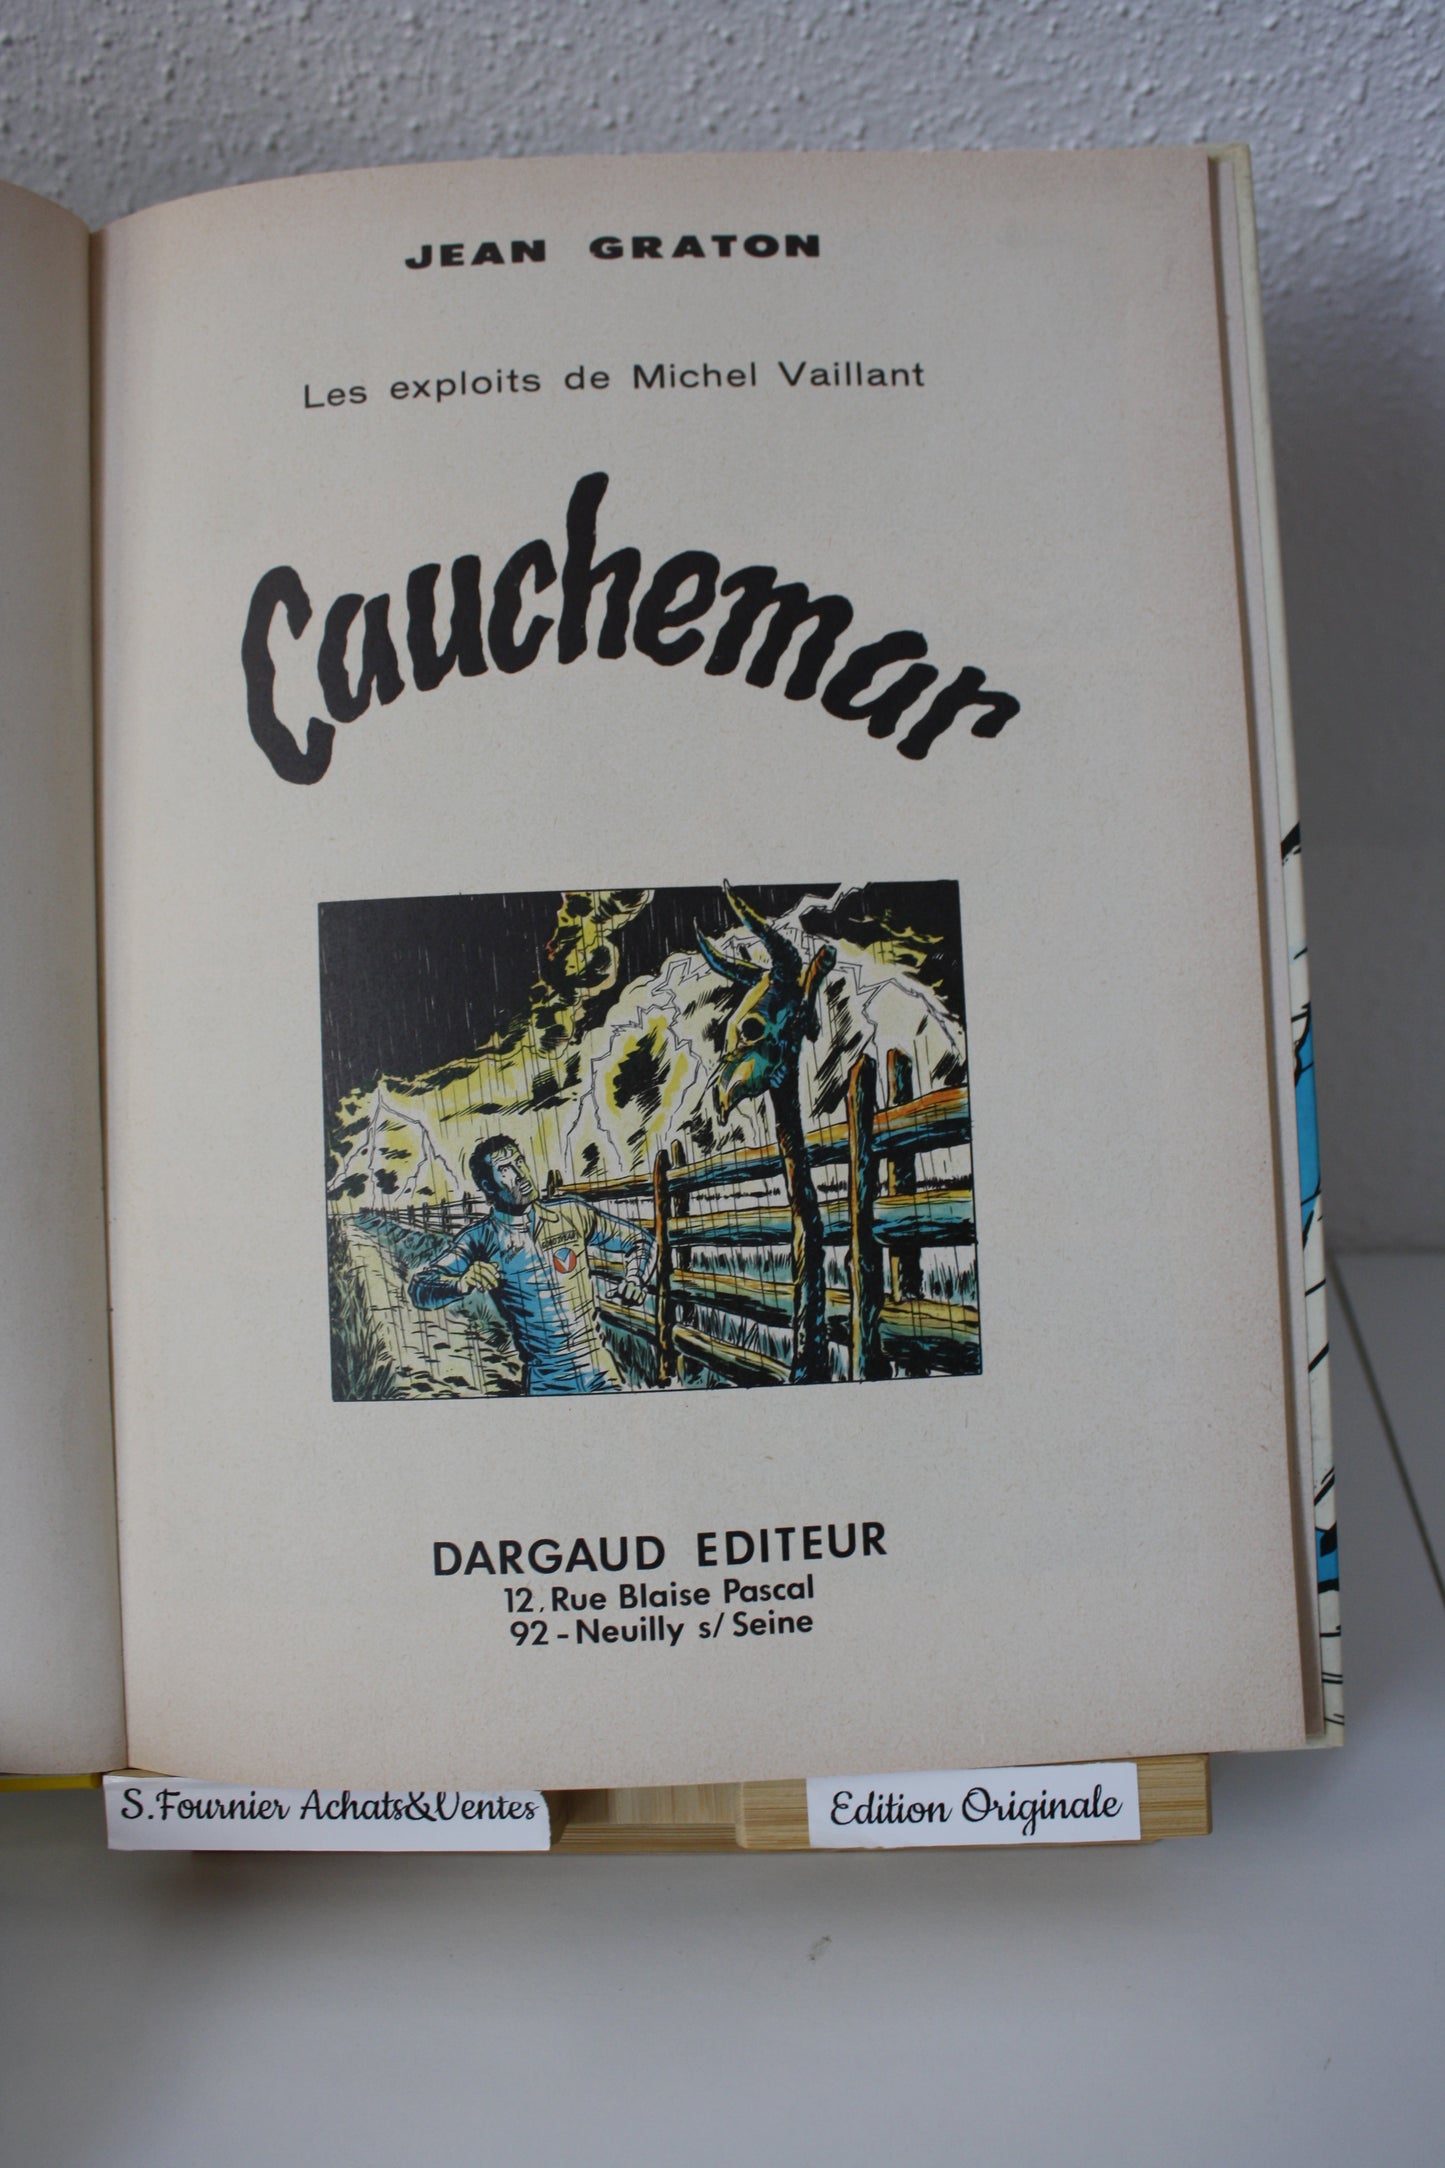 JEAN GRATON
Les exploits de Michel Vaillant
Cauchemar
DARGAUD EDITEUR
12, Rue Blaise Pascal
92 - Neuilly s/ Seine
S.Fournier Achats&Ventes
Edition Originale